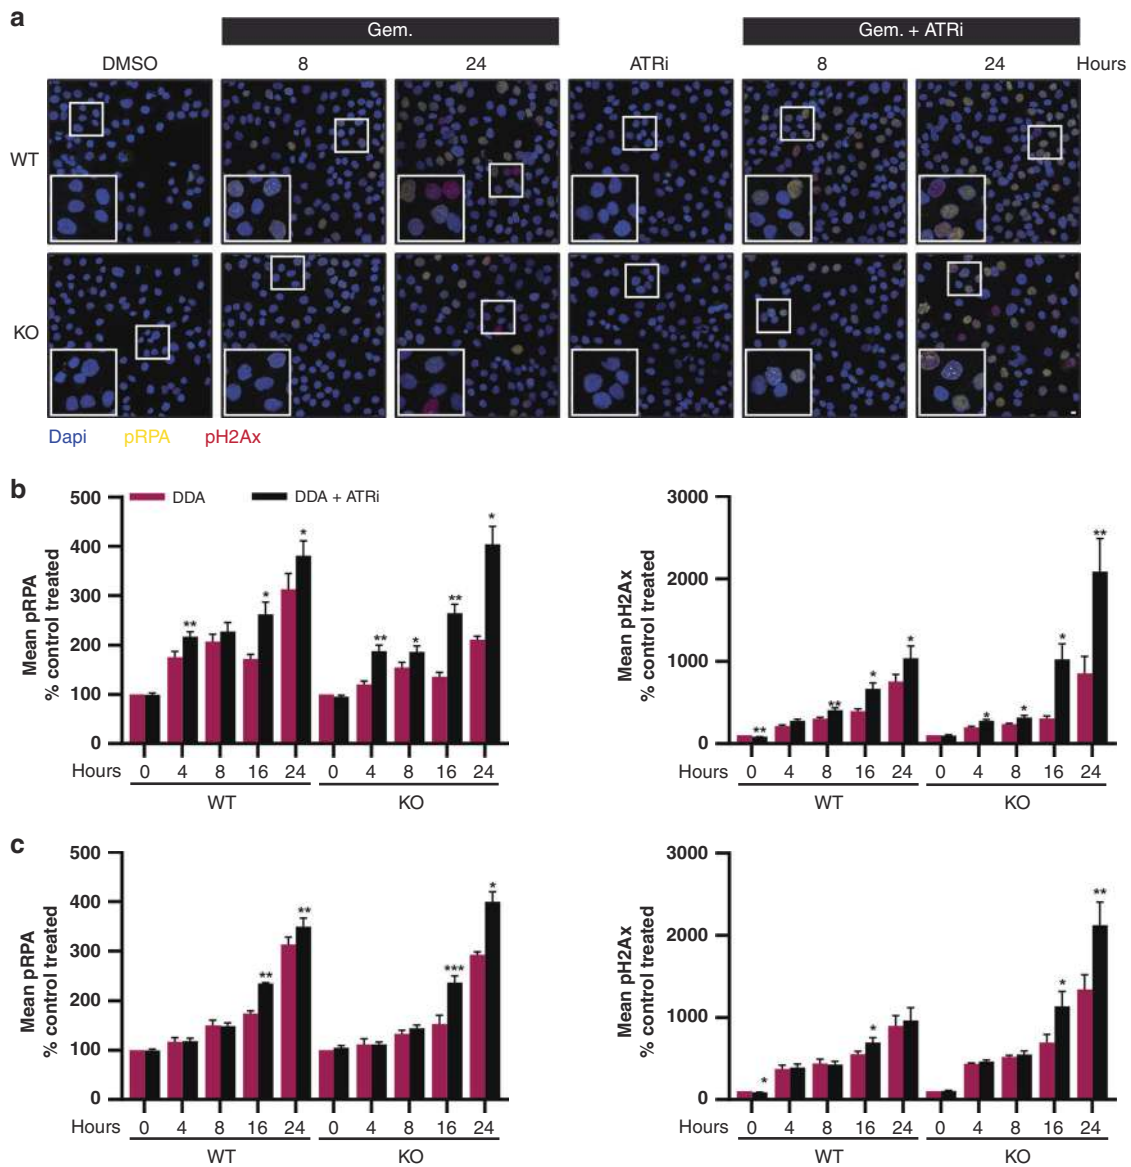 a
Gem.
Gem. + ATRi
DMSO
8
24
ATRi
8
24
Hours
WT
KO
Dapi
pRPA
pH2Ax
b
DDA
DDA + ATRi
Mean pRPA
% control treated
500
400
300
200
100
0
** * * ** * ** *
Hours
0 4 8 16 24 0 4 8 16 24
WT
KO
Mean pH2Ax
% control treated
3000
2000
1000
0
** ** * * * * * **
Hours
0 4 8 16 24 0 4 8 16 24
WT
KO
c
Mean pRPA
% control treated
500
400
300
200
100
0
** ** *** *
Hours
0 4 8 16 24 0 4 8 16 24
WT
KO
Mean pH2Ax
% control treated
3000
2000
1000
0
* * * **
Hours
0 4 8 16 24 0 4 8 16 24
WT
KO